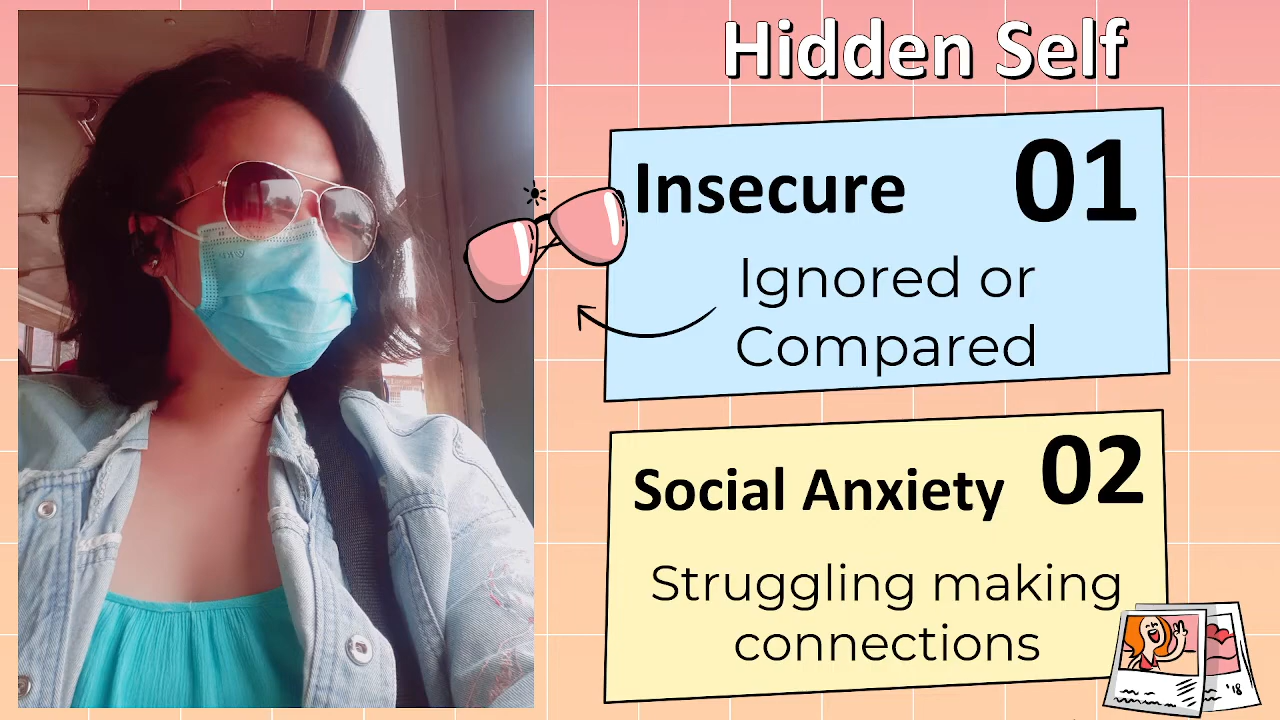 Hidden Self
Insecure
01
Ignored or
Compared
Social Anxiety
02
Struggling making
connections
'18